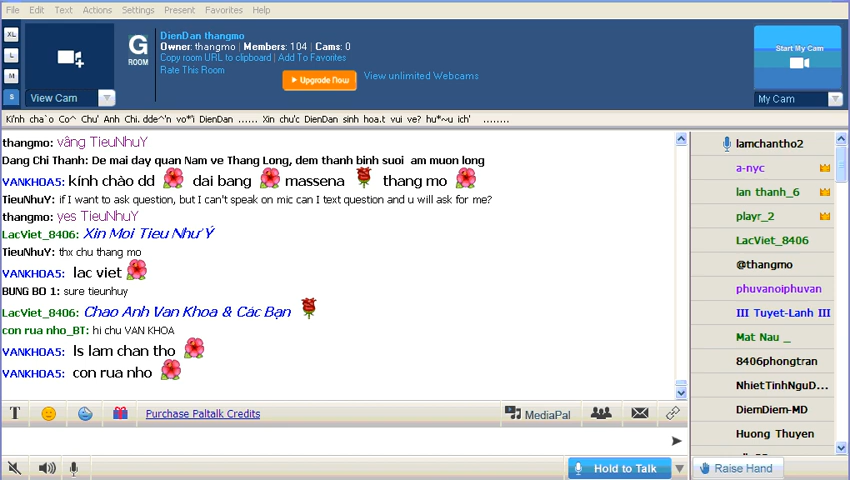 File Edit Text Actions Settings Present Favorites Help
XL
L
M
S
View Cam
G
ROOM
DienDan thangmo
Owner: thangmo | Members: 104 | Cams: 0
Copy room URL to clipboard | Add To Favorites
Rate This Room
Upgrade Now
View unlimited Webcams
Start My Cam
My Cam
Ki'nh cha`o Co^ Chu' Anh Chi. dde^'n vo*'i DienDan ...... Xin chu'c DienDan sinh hoa.t vui ve? hu*~u ich' ........
thangmo: vâng TieuNhuY
Dang Chi Thanh: De mai day quan Nam ve Thang Long, dem thanh binh suoi am muon long
VANKHOA5: kính chào dd dai bang massena thang mo
TieuNhuY: if I want to ask question, but I can't speak on mic can I text question and u will ask for me?
thangmo: yes TieuNhuY
LacViet_8406: Xin Moi Tieu Như Ý
TieuNhuY: thx chu thang mo
VANKHOA5: lac viet
BUNG BO 1: sure tieunhuy
LacViet_8406: Chao Anh Van Khoa & Các Bạn
con rua nho_BT: hi chu VAN KHOA
VANKHOA5: ls lam chan tho
VANKHOA5: con rua nho
T
Purchase Paltalk Credits
MediaPal
Hold to Talk
lamchantho2
a-nyc
lan thanh_6
playr_2
LacViet_8406
@thangmo
phuvanoiphuvan
III Tuyet-Lanh III
Mat Nau _
8406phongtran
NhietTinhNguD...
DiemDiem-MD
Huong Thuyen
Raise Hand